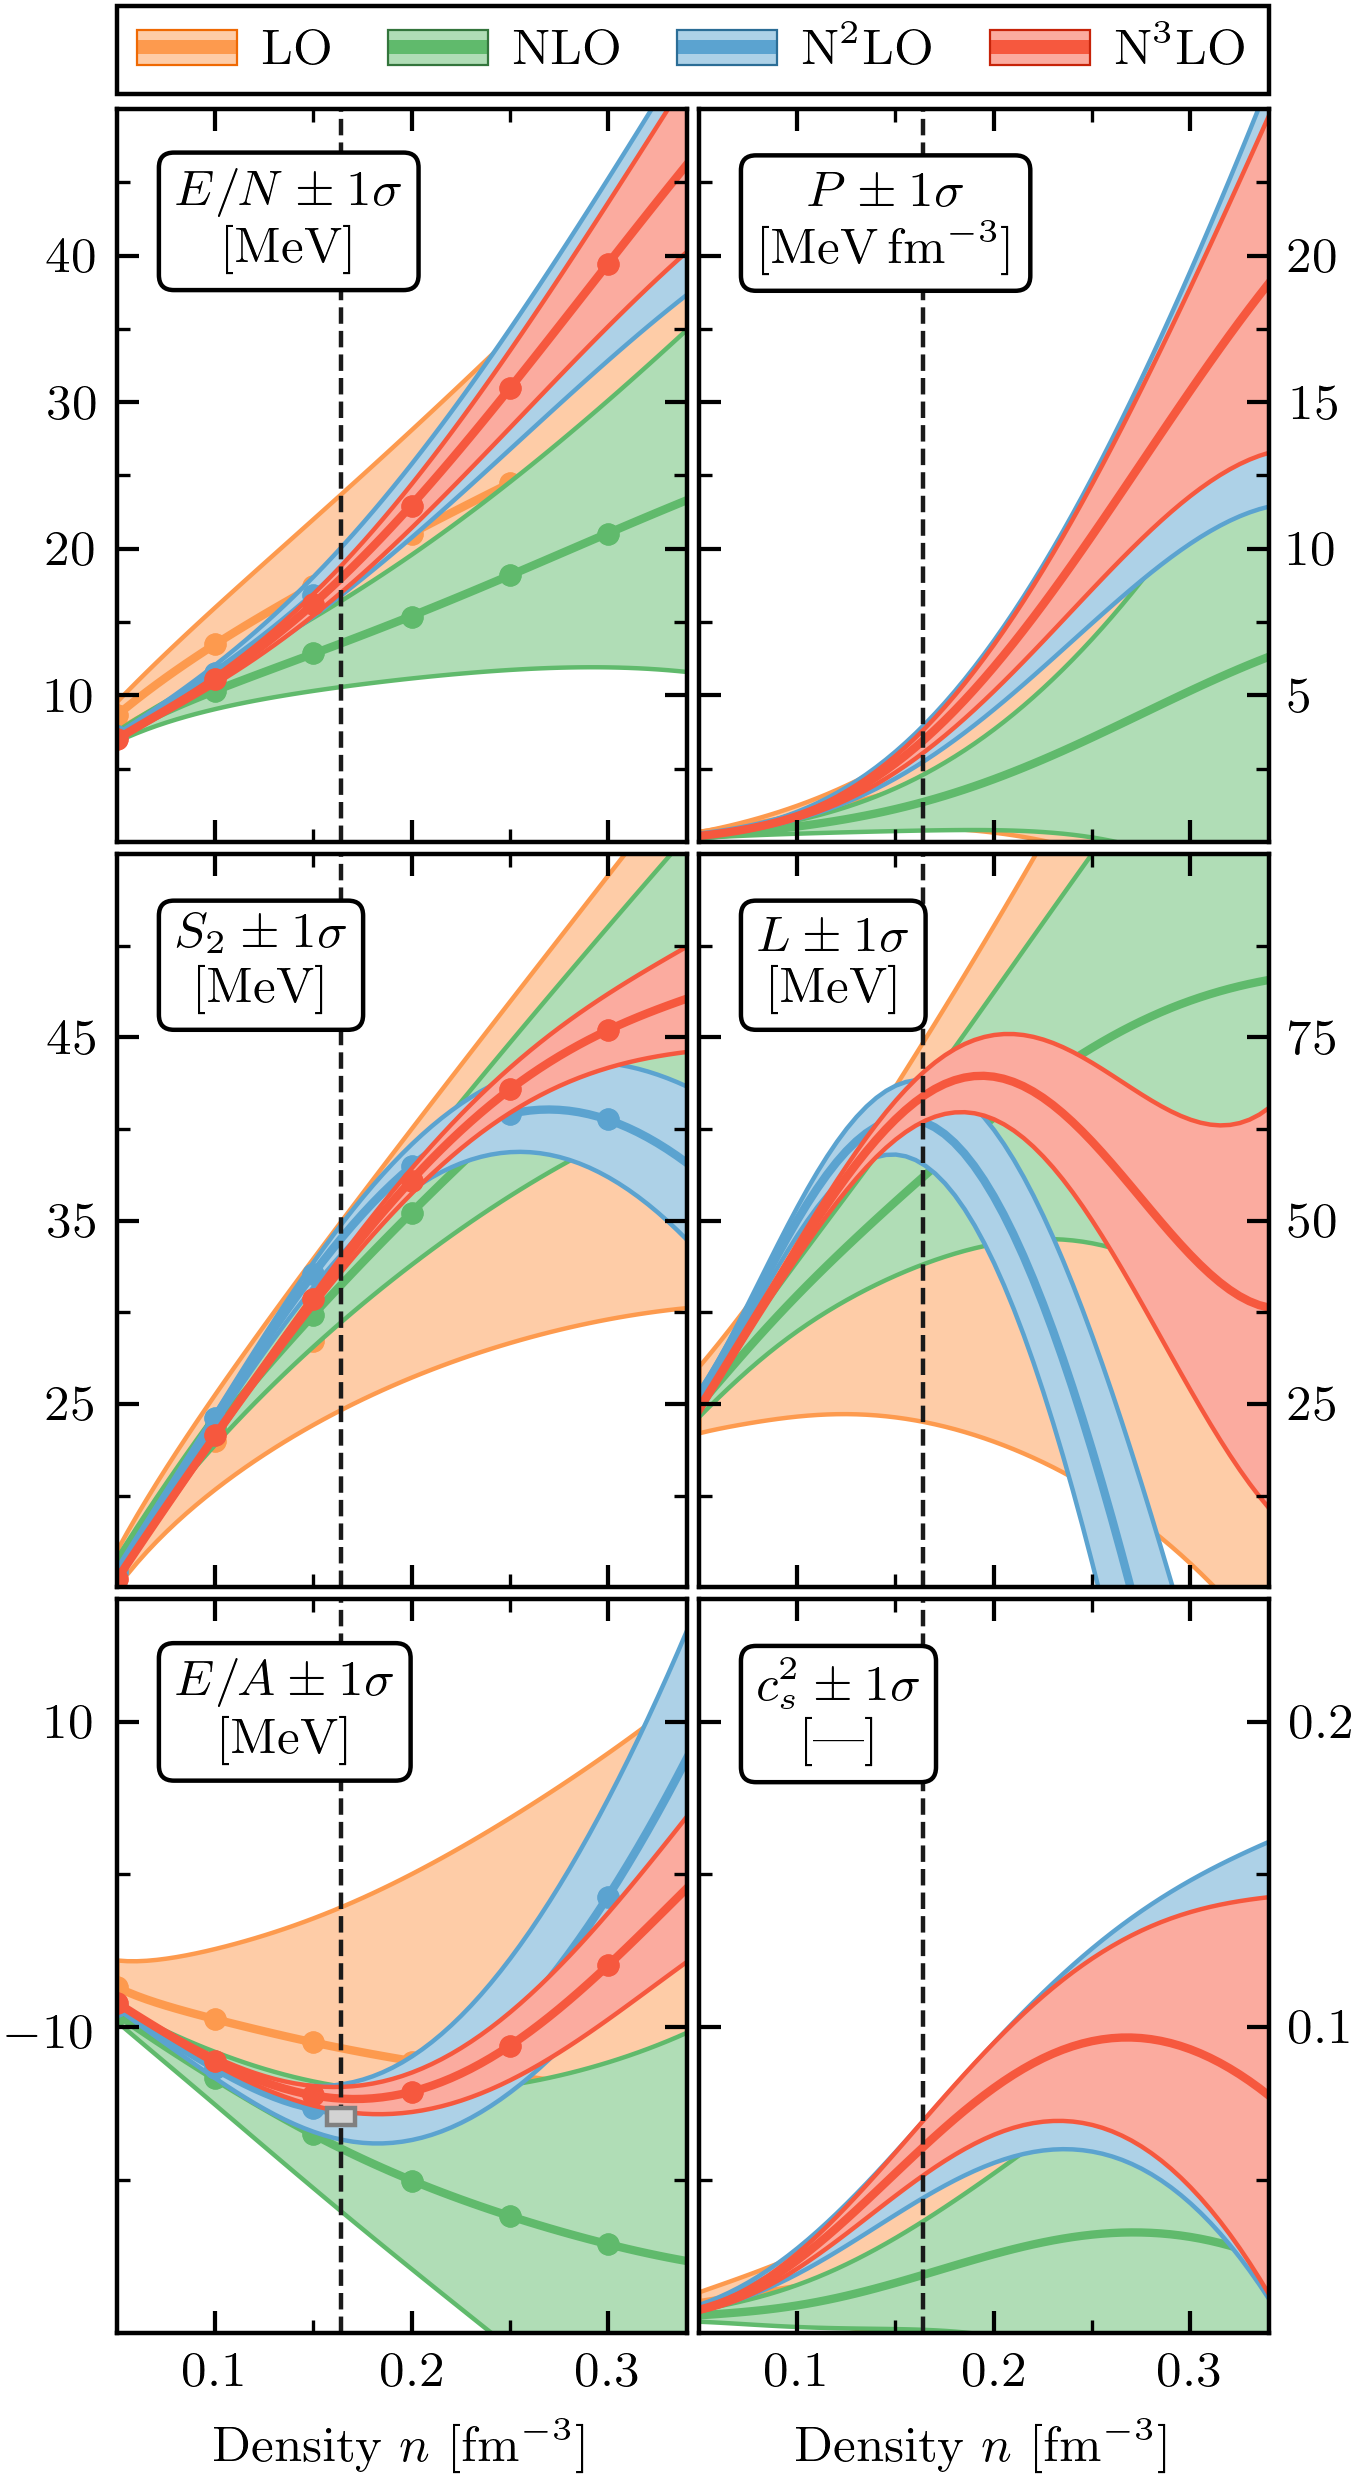 LO NLO N²LO N³LO
E/N ± 1σ
[MeV]
40
30
20
10
P ± 1σ
[MeV fm⁻³]
20
15
10
5
S₂ ± 1σ
[MeV]
45
35
25
L ± 1σ
[MeV]
75
50
25
E/A ± 1σ
[MeV]
10
−10
c²ₛ ± 1σ
[—]
0.2
0.1
0.1 0.2 0.3
0.1 0.2 0.3
Density n [fm⁻³]
Density n [fm⁻³]